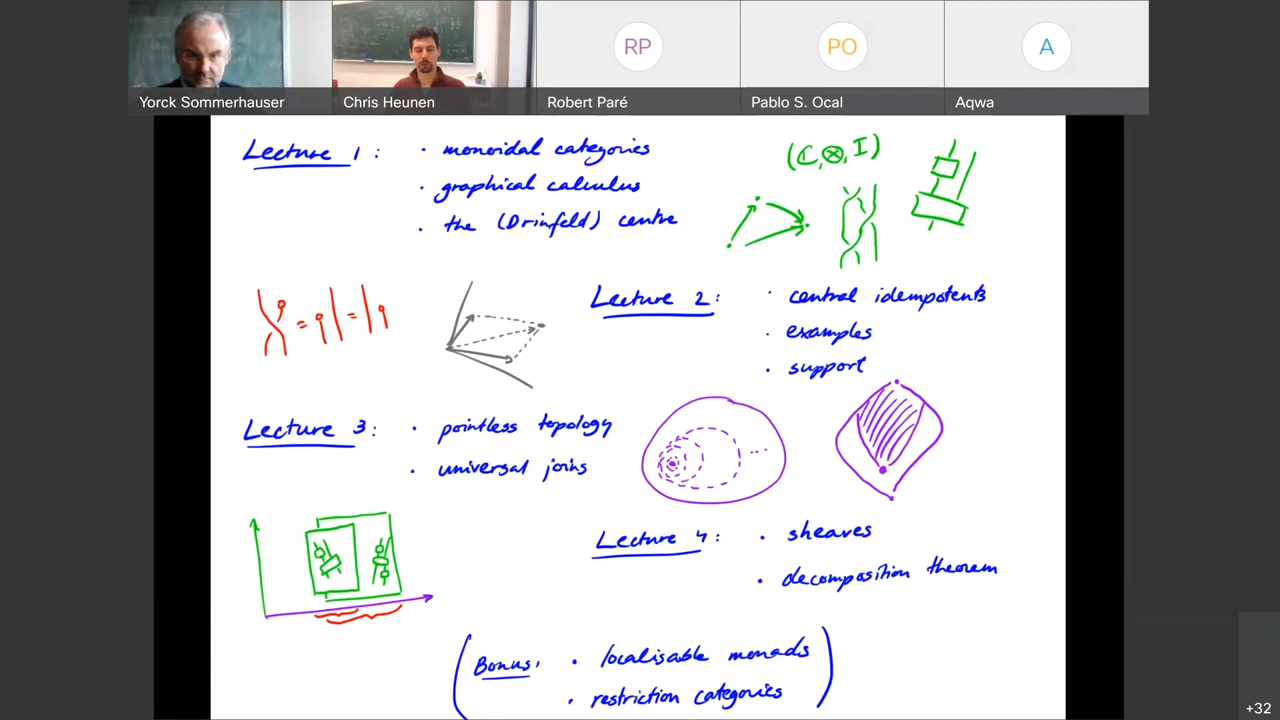 RP
PO
A
Yorck Sommerhauser
Chris Heunen
Robert Paré
Pablo S. Ocal
Aqwa
Lecture 1:
· monoidal categories
· graphical calculus
· the (Drinfeld) centre
(C,⊗,I)
= =
Lecture 2:
· central idempotents
· examples
· support
Lecture 3:
· pointless topology
· universal joins
...
Lecture 4:
· sheaves
· decomposition theorem
(Bonus:
· localisable monads
· restriction categories)
+32